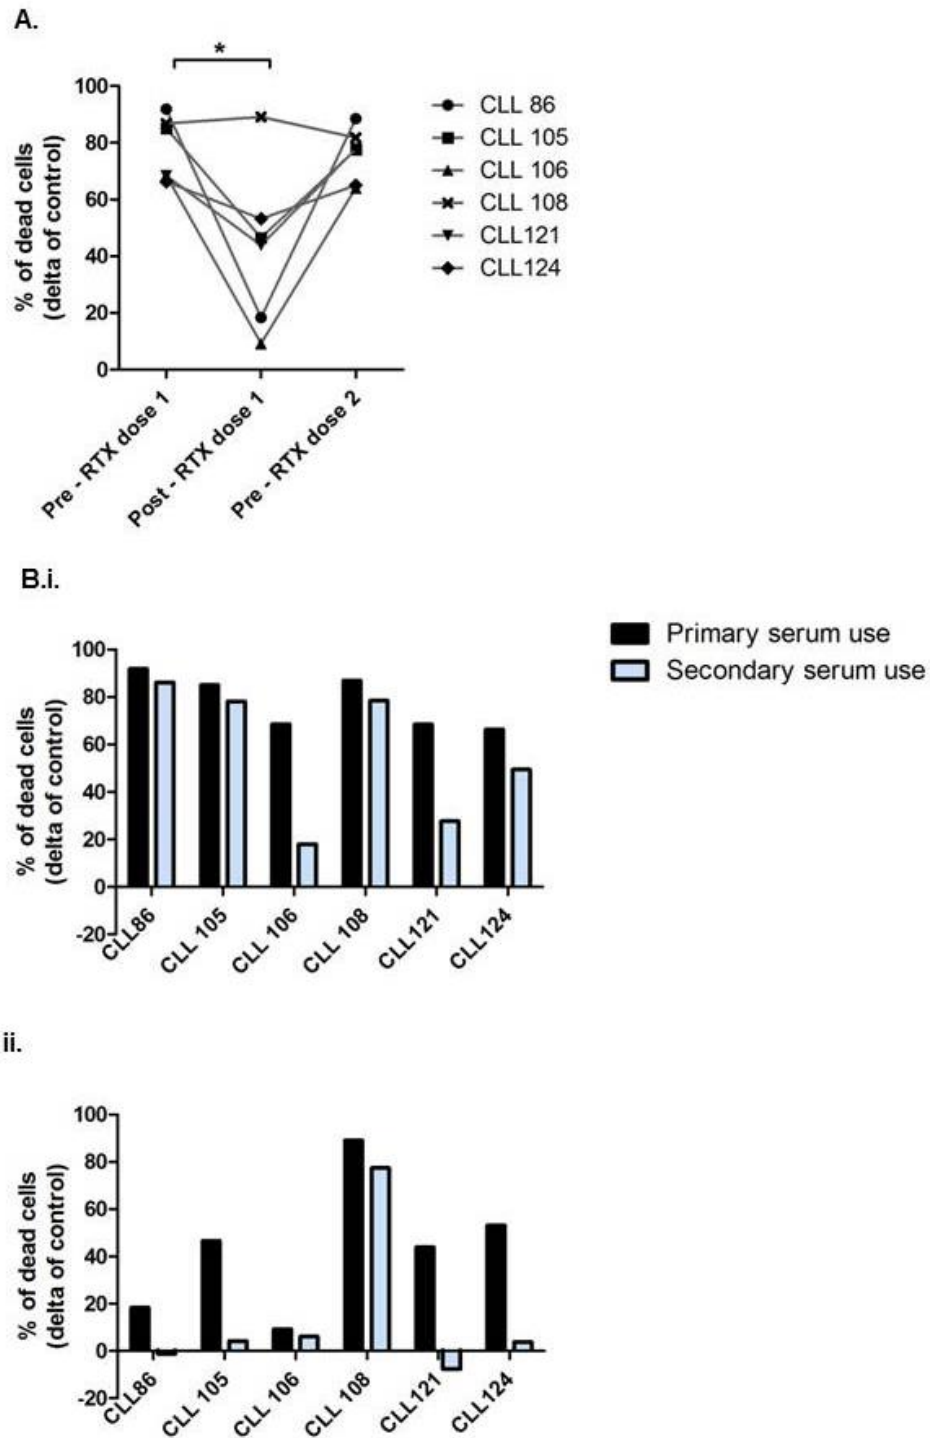 A.
*
% of dead cells
(delta of control)
100
80
60
40
20
0
Pre - RTX dose 1
Post - RTX dose 1
Pre - RTX dose 2
CLL 86
CLL 105
CLL 106
CLL 108
CLL121
CLL124
B.i.
% of dead cells
(delta of control)
100
80
60
40
20
0
-20
CLL86
CLL 105
CLL 106
CLL 108
CLL121
CLL124
Primary serum use
Secondary serum use
ii.
% of dead cells
(delta of control)
100
80
60
40
20
0
-20
CLL86
CLL 105
CLL 106
CLL 108
CLL121
CLL124